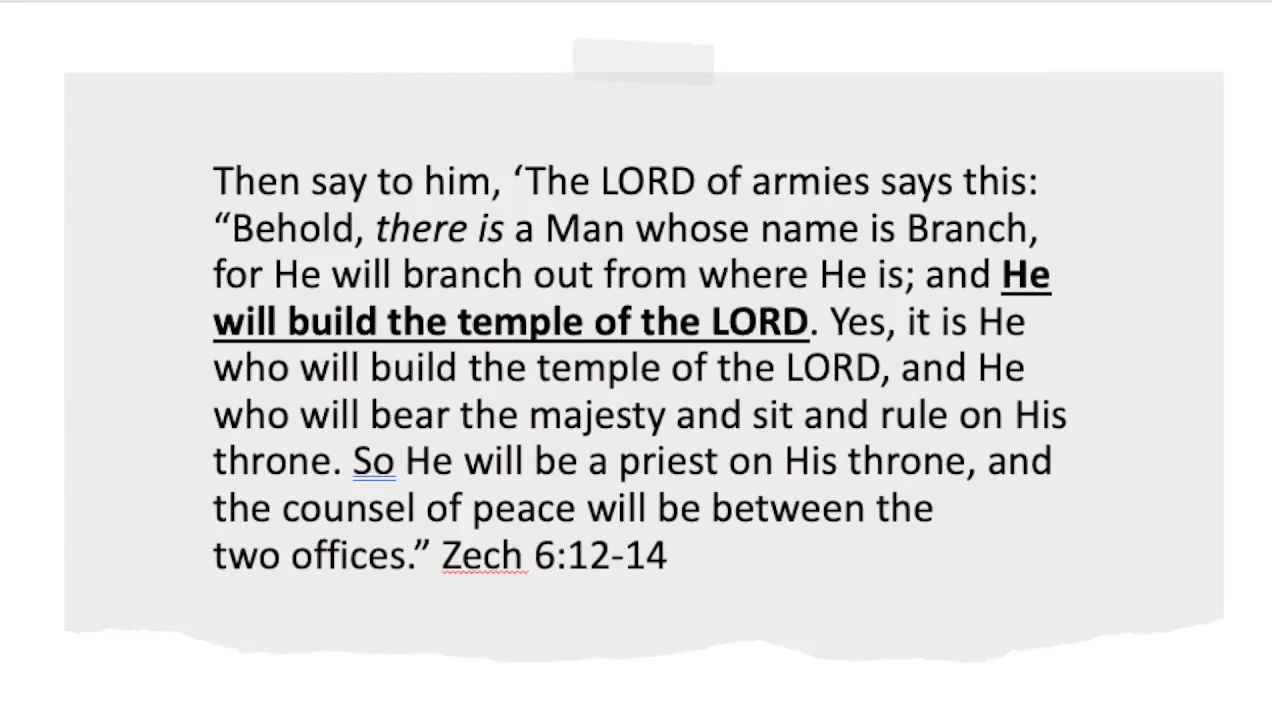 Then say to him, ‘The LORD of armies says this:
“Behold, there is a Man whose name is Branch,
for He will branch out from where He is; and He
will build the temple of the LORD. Yes, it is He
who will build the temple of the LORD, and He
who will bear the majesty and sit and rule on His
throne. So He will be a priest on His throne, and
the counsel of peace will be between the
two offices.” Zech 6:12-14